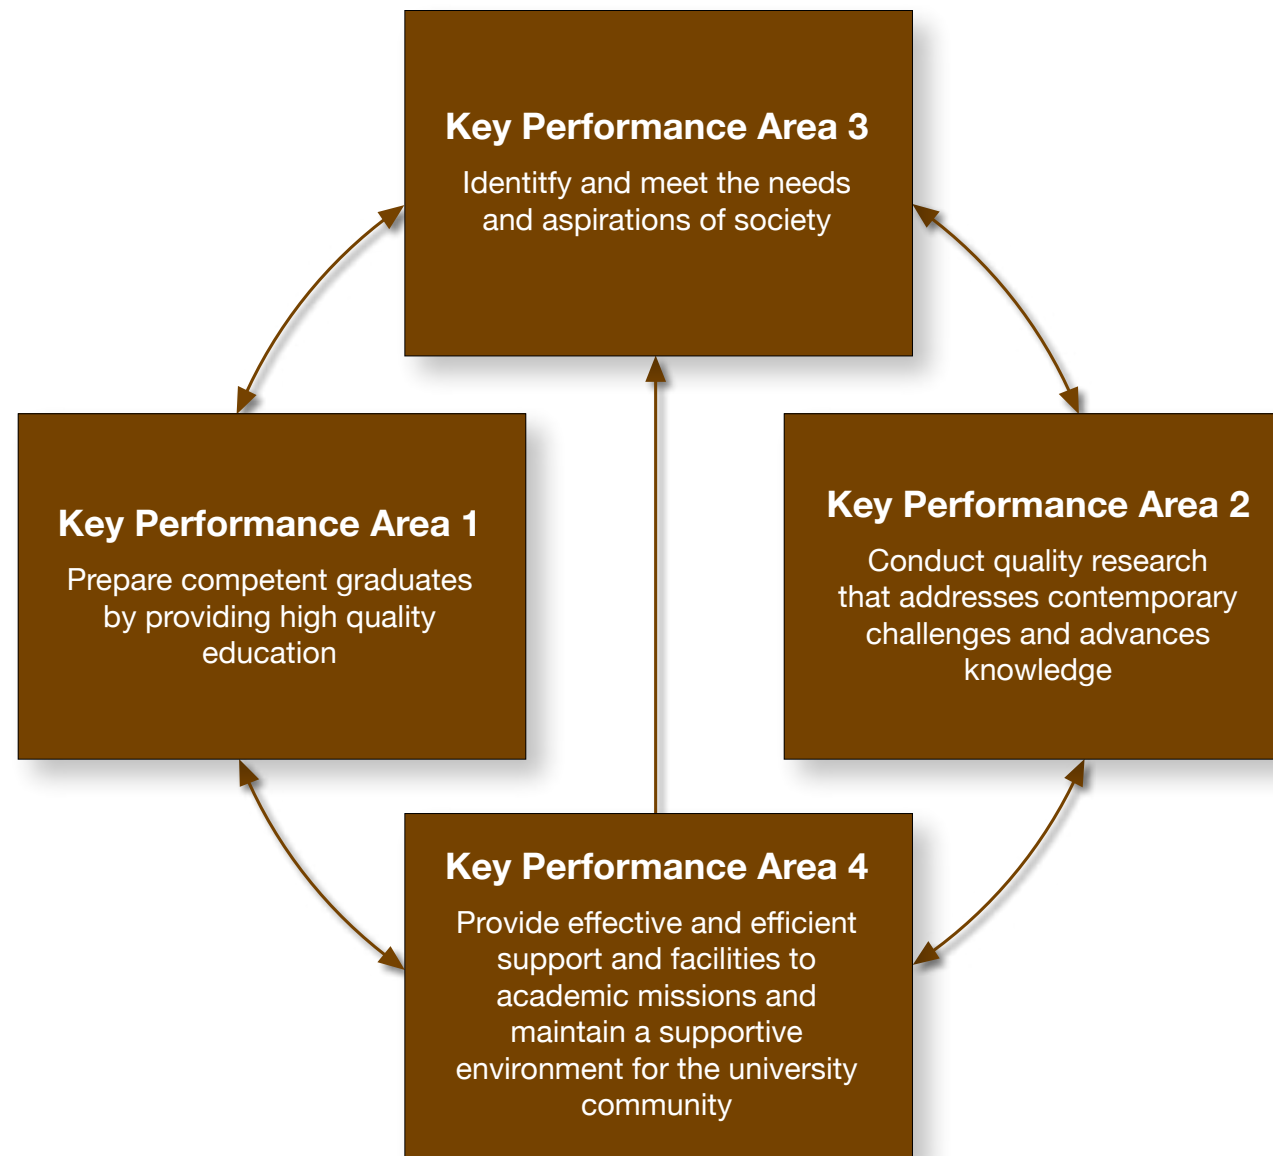 Key Performance Area 3
Identitfy and meet the needs
and aspirations of society
Key Performance Area 1
Prepare competent graduates
by providing high quality
education
Key Performance Area 2
Conduct quality research
that addresses contemporary
challenges and advances
knowledge
Key Performance Area 4
Provide effective and efficient
support and facilities to
academic missions and
maintain a supportive
environment for the university
community